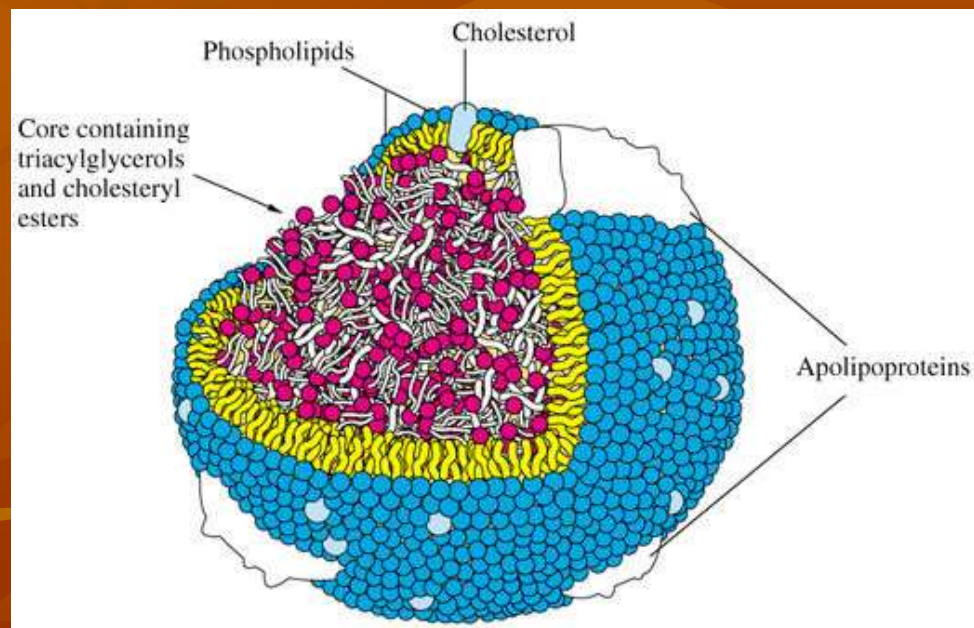 Cholesterol
Phospholipids
Core containing
triacylglycerols
and cholesteryl
esters
Apolipoproteins